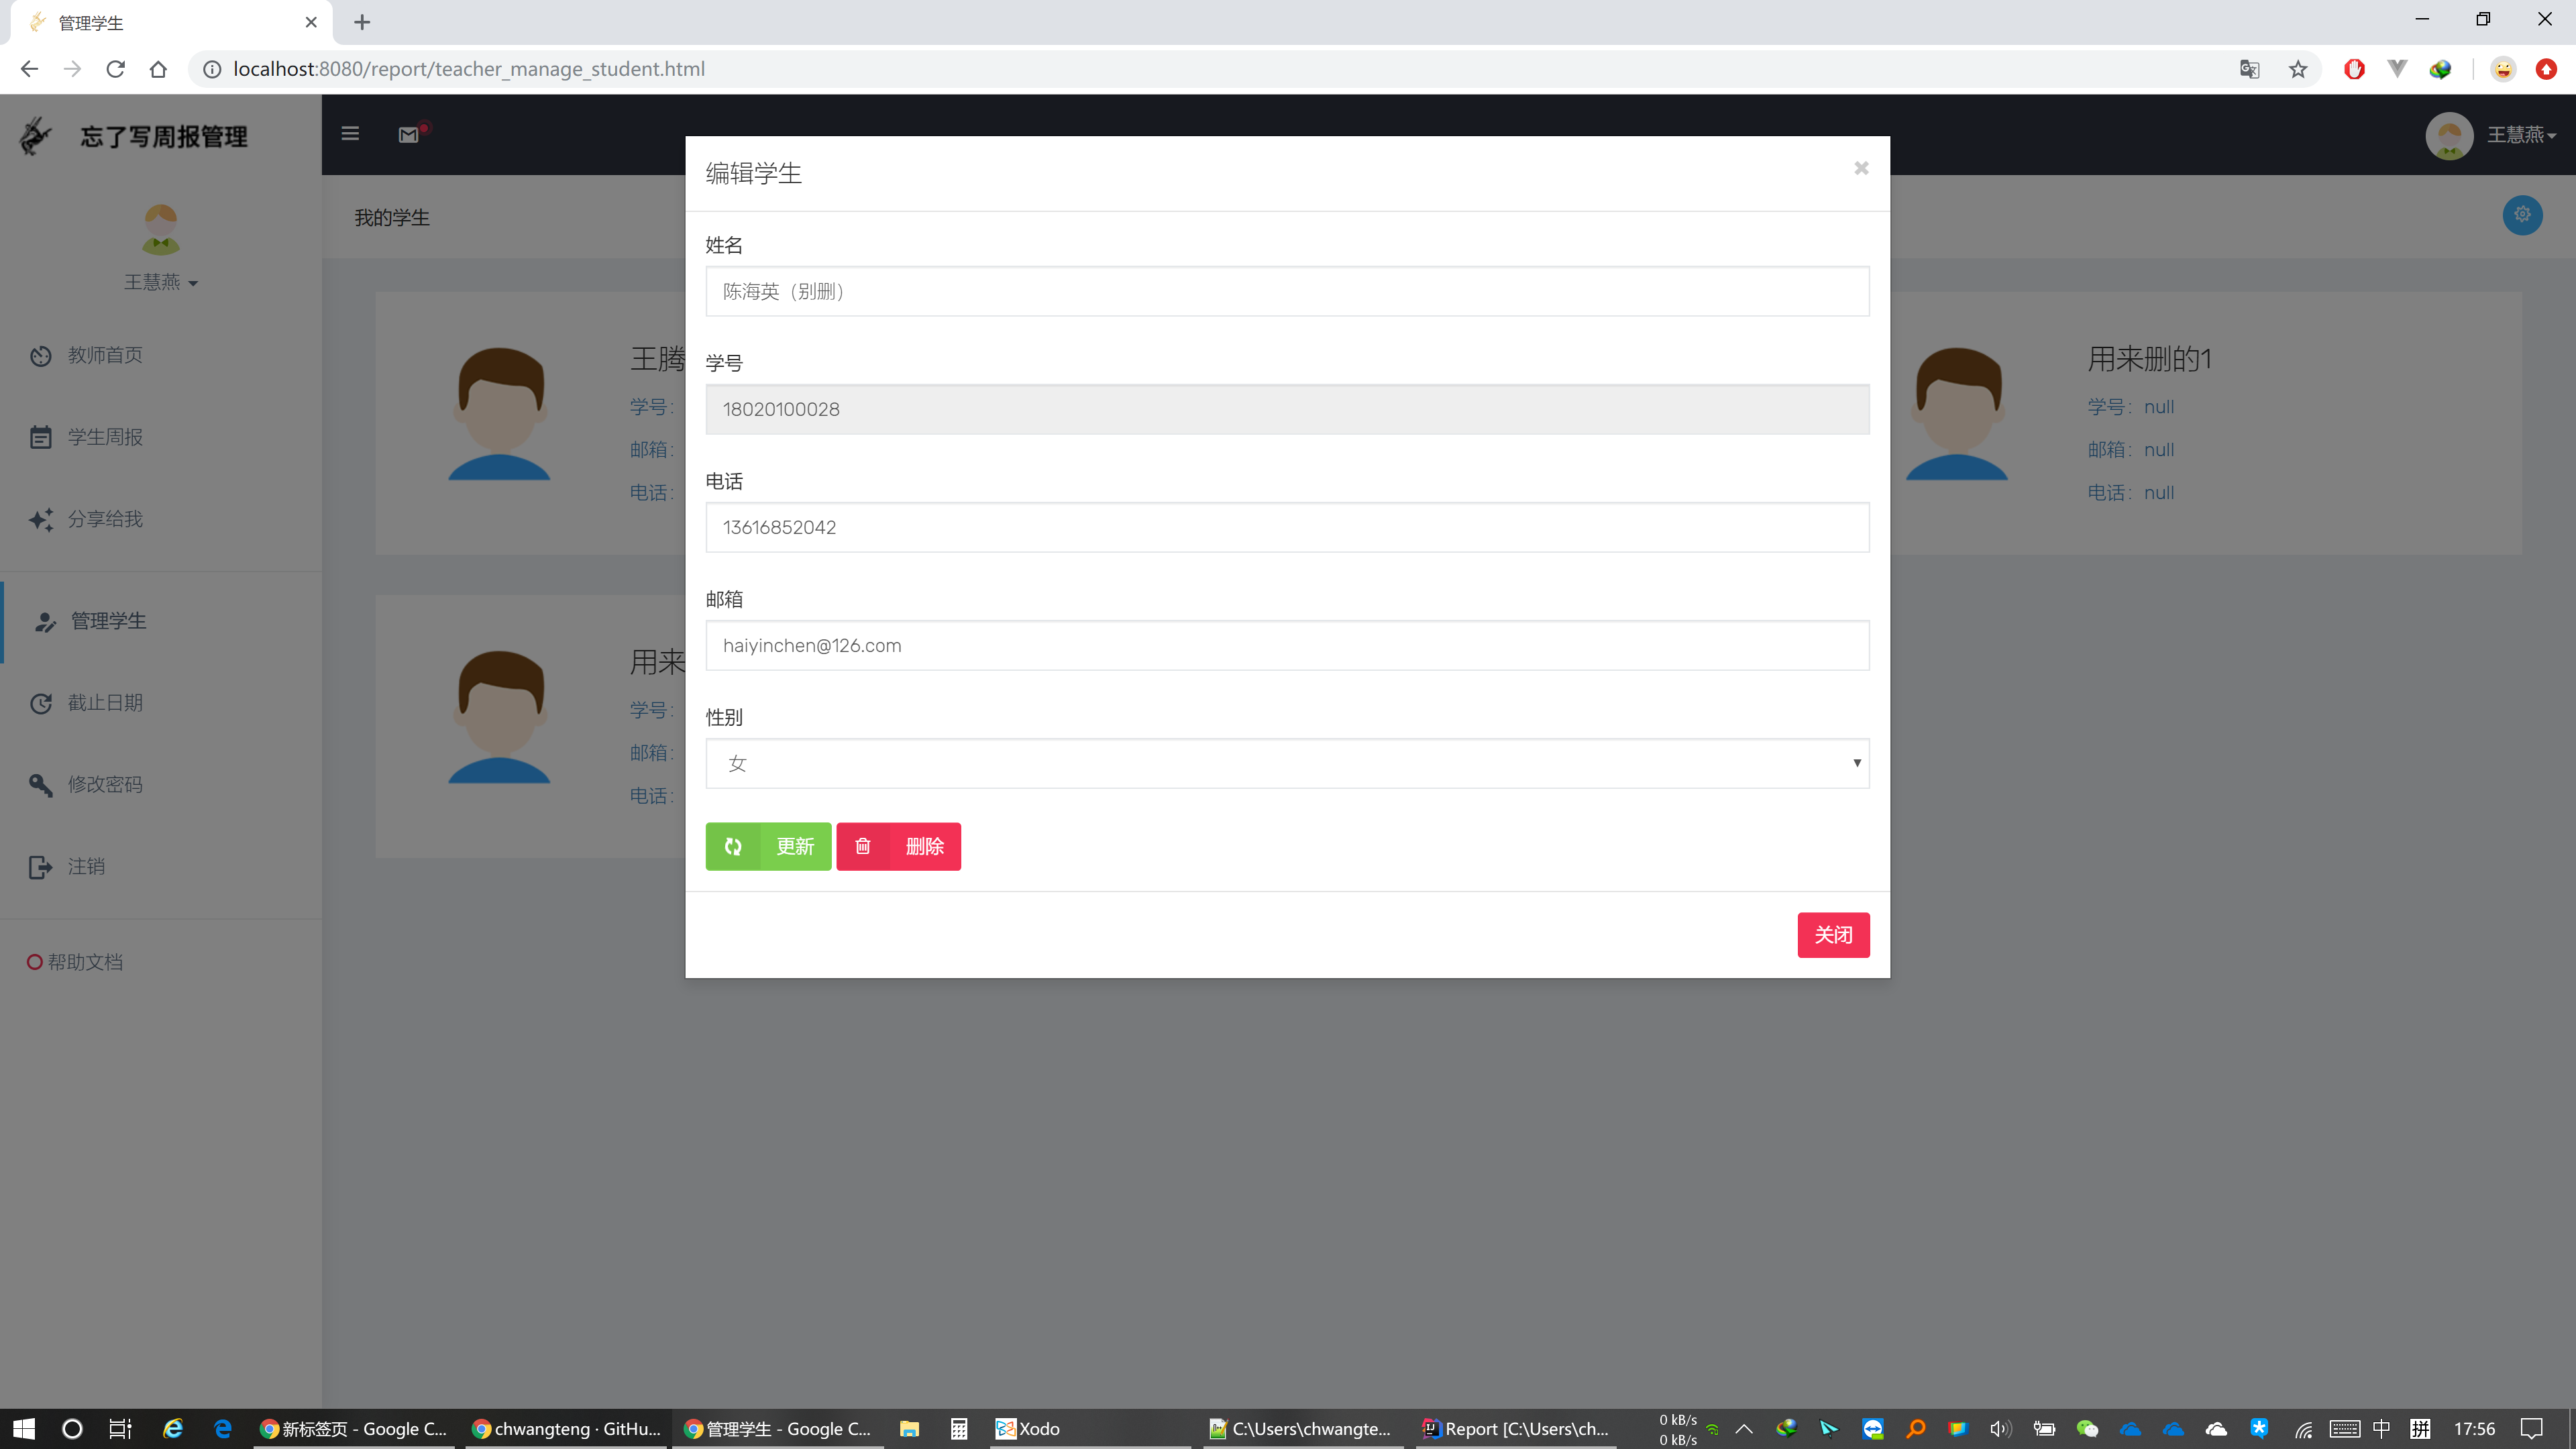 管理学生
localhost:8080/report/teacher_manage_student.html
忘了写周报管理
王慧燕
王慧燕
教师首页
学生周报
分享给我
管理学生
截止日期
修改密码
注销
帮助文档
我的学生
王腾
学号：
邮箱：
电话：
用来删的1
学号：null
邮箱：null
电话：null
用来
学号：
邮箱：
电话：
编辑学生
姓名
陈海英（别删）
学号
18020100028
电话
13616852042
邮箱
haiyinchen@126.com
性别
女
更新
删除
关闭
新标签页 - Google C...
chwangteng · GitHu...
管理学生 - Google C...
Xodo
C:\Users\chwangte...
Report [C:\Users\ch...
0 kB/s
0 kB/s
中
拼
17:56